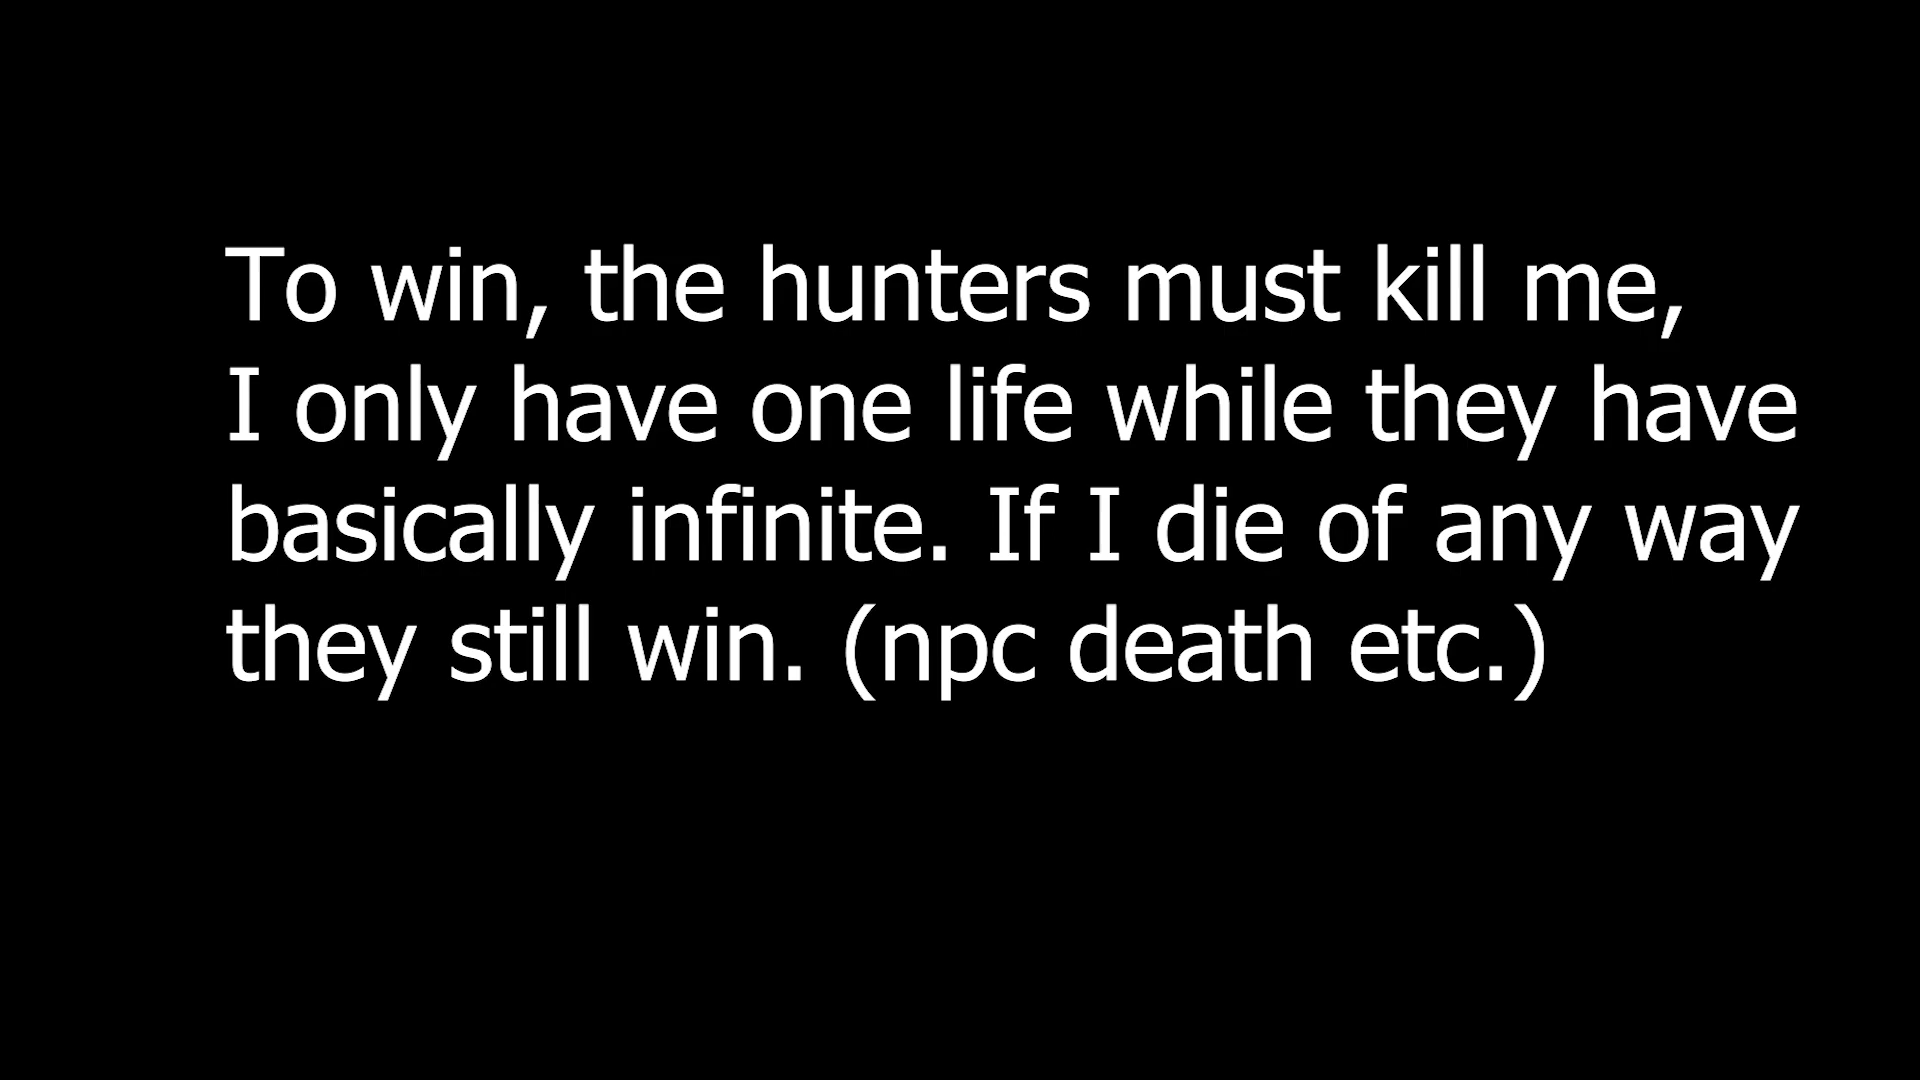 To win, the hunters must kill me,
I only have one life while they have
basically infinite. If I die of any way
they still win. (npc death etc.)